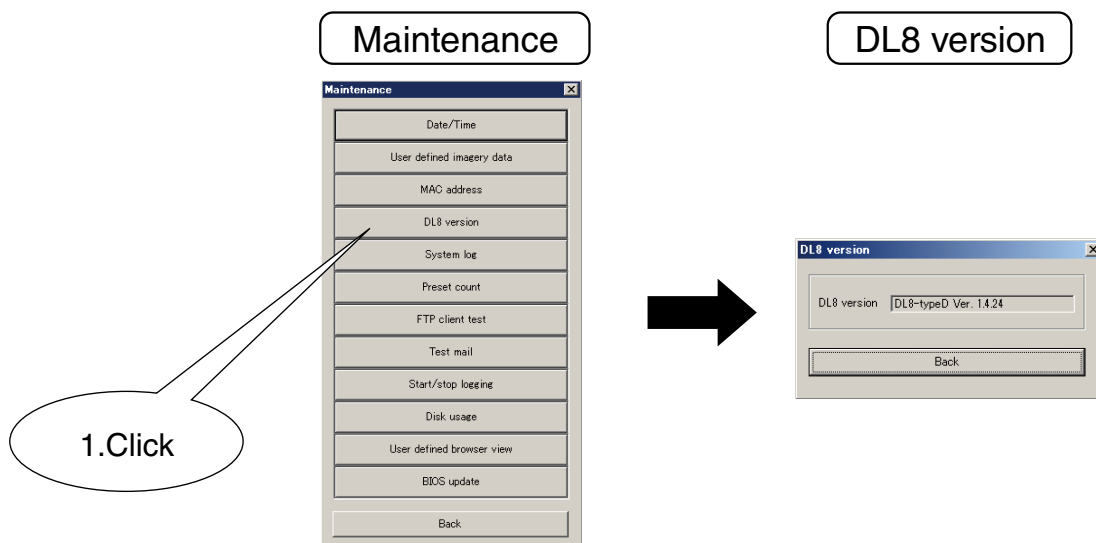 Maintenance
DL8 version
Maintenance
Date/Time
User defined imagery data
MAC address
DL8 version
System log
Preset count
FTP client test
Test mail
Start/stop logging
Disk usage
User defined browser view
BIOS update
Back
1.Click
DL8 version
DL8 version DL8-typeD Ver. 1.4.24
Back